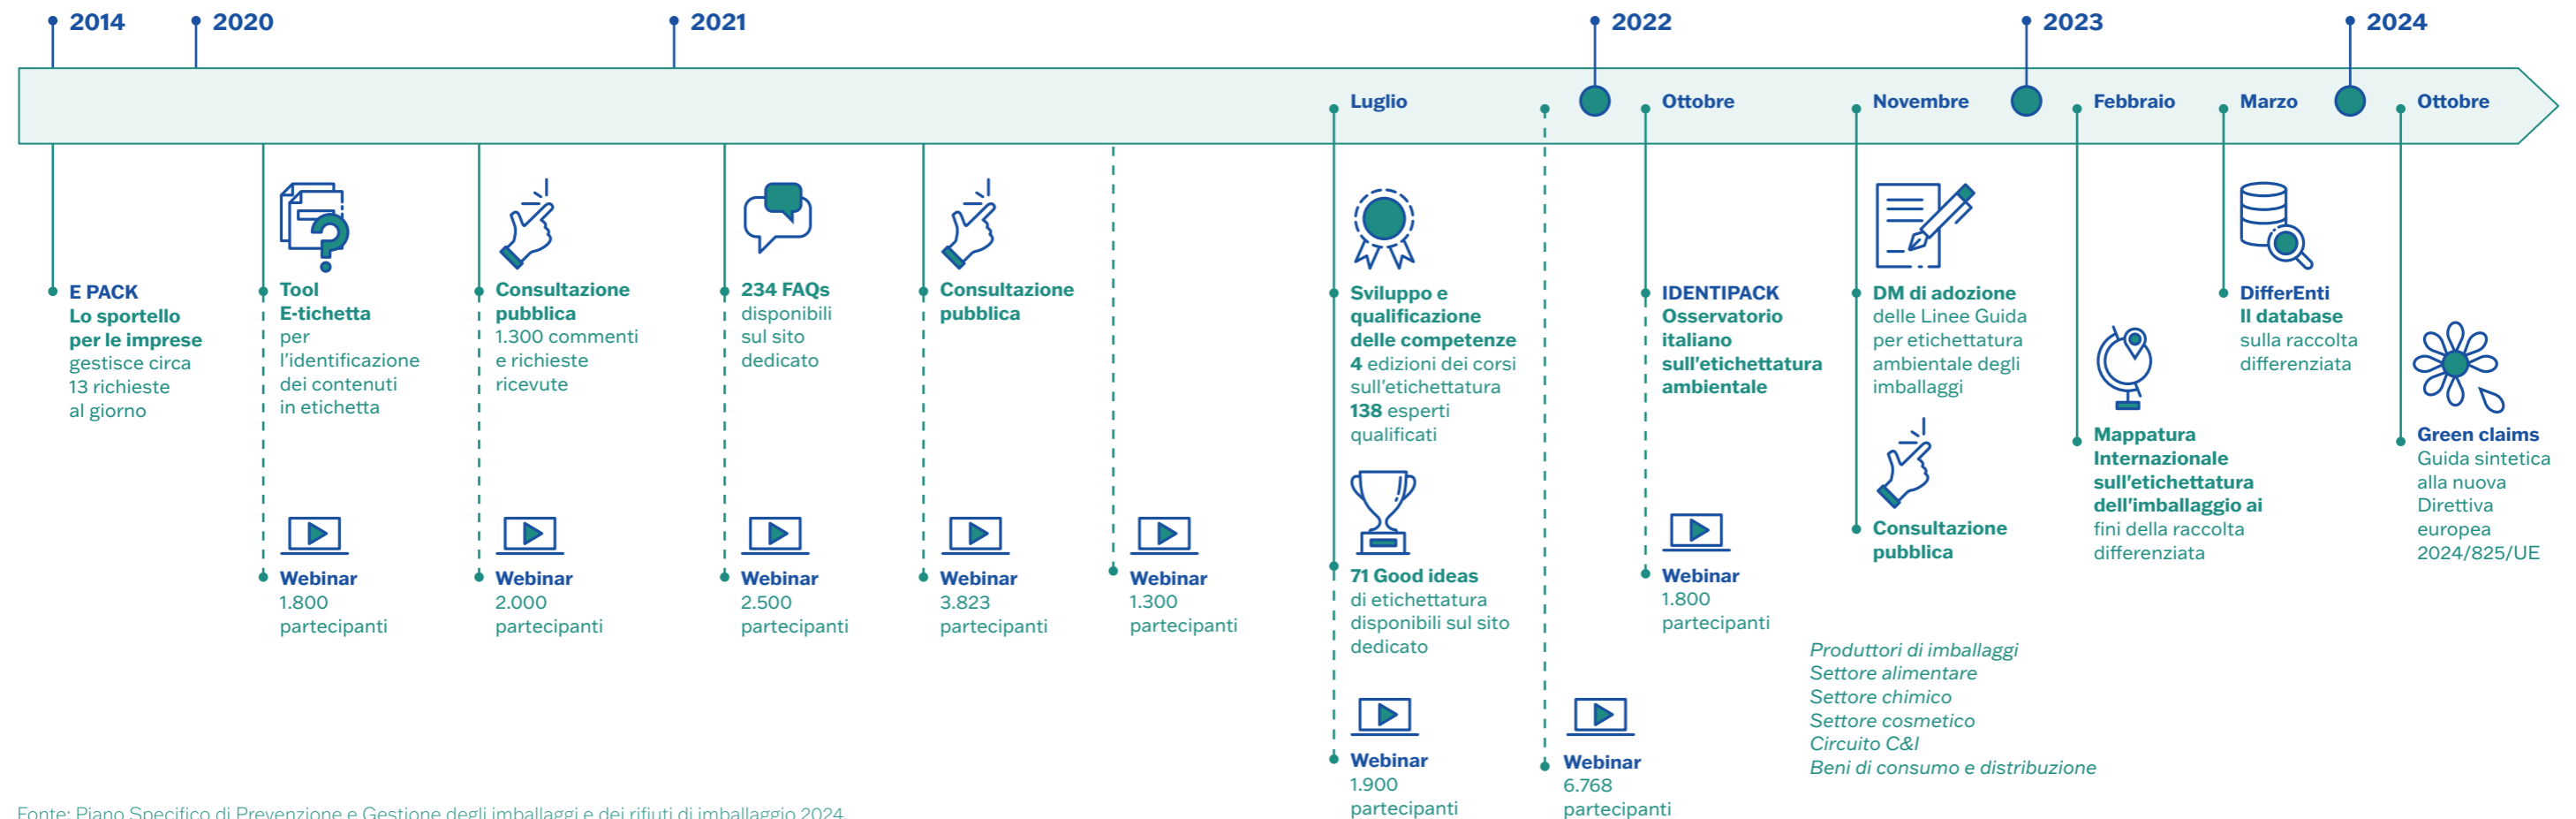 2014
2020
2021
2022
2023
2024
Luglio
Ottobre
Novembre
Febbraio
Marzo
Ottobre
E PACK
Lo sportello
per le imprese
gestisce circa
13 richieste
al giorno
Tool
E-tichetta
per
l'identificazione
dei contenuti
in etichetta
Webinar
1.800
partecipanti
Consultazione
pubblica
1.300 commenti
e richieste
ricevute
Webinar
2.000
partecipanti
234 FAQs
disponibili
sul sito
dedicato
Webinar
2.500
partecipanti
Consultazione
pubblica
Webinar
3.823
partecipanti
Webinar
1.300
partecipanti
Sviluppo e
qualificazione
delle competenze
4 edizioni dei corsi
sull'etichettatura
138 esperti
qualificati
71 Good ideas
di etichettatura
disponibili sul sito
dedicato
Webinar
1.900
partecipanti
Webinar
6.768
partecipanti
IDENTIPACK
Osservatorio
italiano
sull'etichettatura
ambientale
Webinar
1.800
partecipanti
DM di adozione
delle Linee Guida
per etichettatura
ambientale degli
imballaggi
Consultazione
pubblica
Produttori di imballaggi
Settore alimentare
Settore chimico
Settore cosmetico
Circuito C&I
Beni di consumo e distribuzione
Mappatura
Internazionale
sull'etichettatura
dell'imballaggio ai
fini della raccolta
differenziata
DifferEnti
Il database
sulla raccolta
differenziata
Green claims
Guida sintetica
alla nuova
Direttiva
europea
2024/825/UE
Fonte: Piano Specifico di Prevenzione e Gestione degli imballaggi e dei rifiuti di imballaggio 2024.